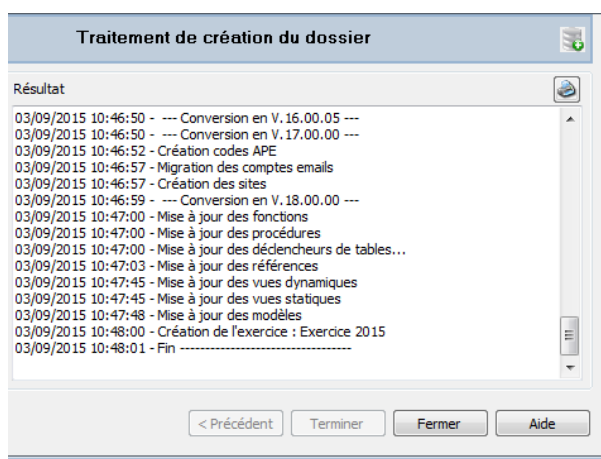 Traitement de création du dossier
Résultat
03/09/2015 10:46:50 - --- Conversion en V.16.00.05 ---
03/09/2015 10:46:50 - --- Conversion en V.17.00.00 ---
03/09/2015 10:46:52 - Création codes APE
03/09/2015 10:46:57 - Migration des comptes emails
03/09/2015 10:46:57 - Création des sites
03/09/2015 10:46:59 - --- Conversion en V.18.00.00 ---
03/09/2015 10:47:00 - Mise à jour des fonctions
03/09/2015 10:47:00 - Mise à jour des procédures
03/09/2015 10:47:00 - Mise à jour des déclencheurs de tables...
03/09/2015 10:47:03 - Mise à jour des références
03/09/2015 10:47:45 - Mise à jour des vues dynamiques
03/09/2015 10:47:45 - Mise à jour des vues statiques
03/09/2015 10:47:48 - Mise à jour des modèles
03/09/2015 10:48:00 - Création de l'exercice : Exercice 2015
03/09/2015 10:48:01 - Fin -----------------------------------
< Précédent Terminer Fermer Aide